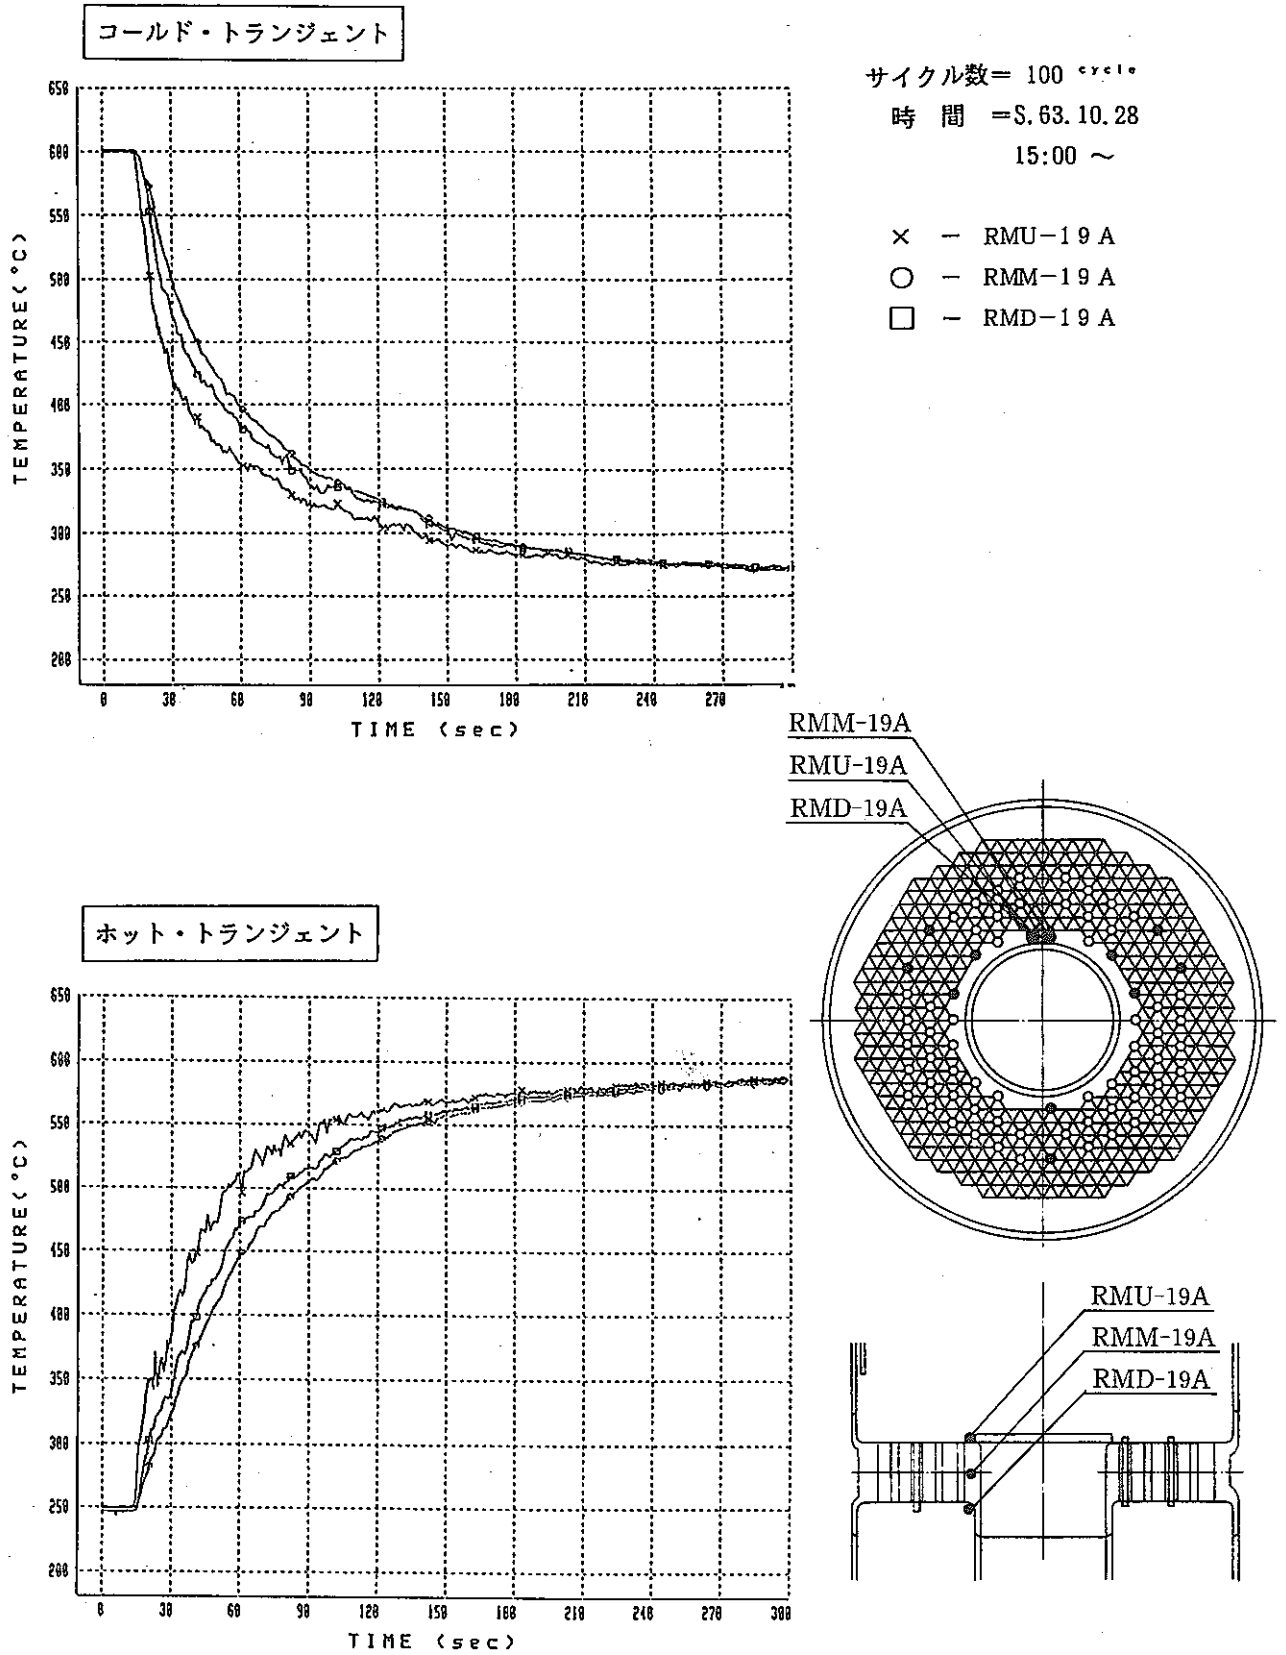 コールド・トランジェント
サイクル数= 100 cycle
時 間 =S.63.10.28
15:00 ~
× － RMU-19A
○ － RMM-19A
□ － RMD-19A
TEMPERATURE(°C)
650
600
550
500
450
400
350
300
250
200
0 30 60 90 120 150 180 210 240 270
TIME (sec)
RMM-19A
RMU-19A
RMD-19A
ホット・トランジェント
TEMPERATURE(°C)
650
600
550
500
450
400
350
300
250
200
0 30 60 90 120 150 180 210 240 270 300
TIME (sec)
RMU-19A
RMM-19A
RMD-19A